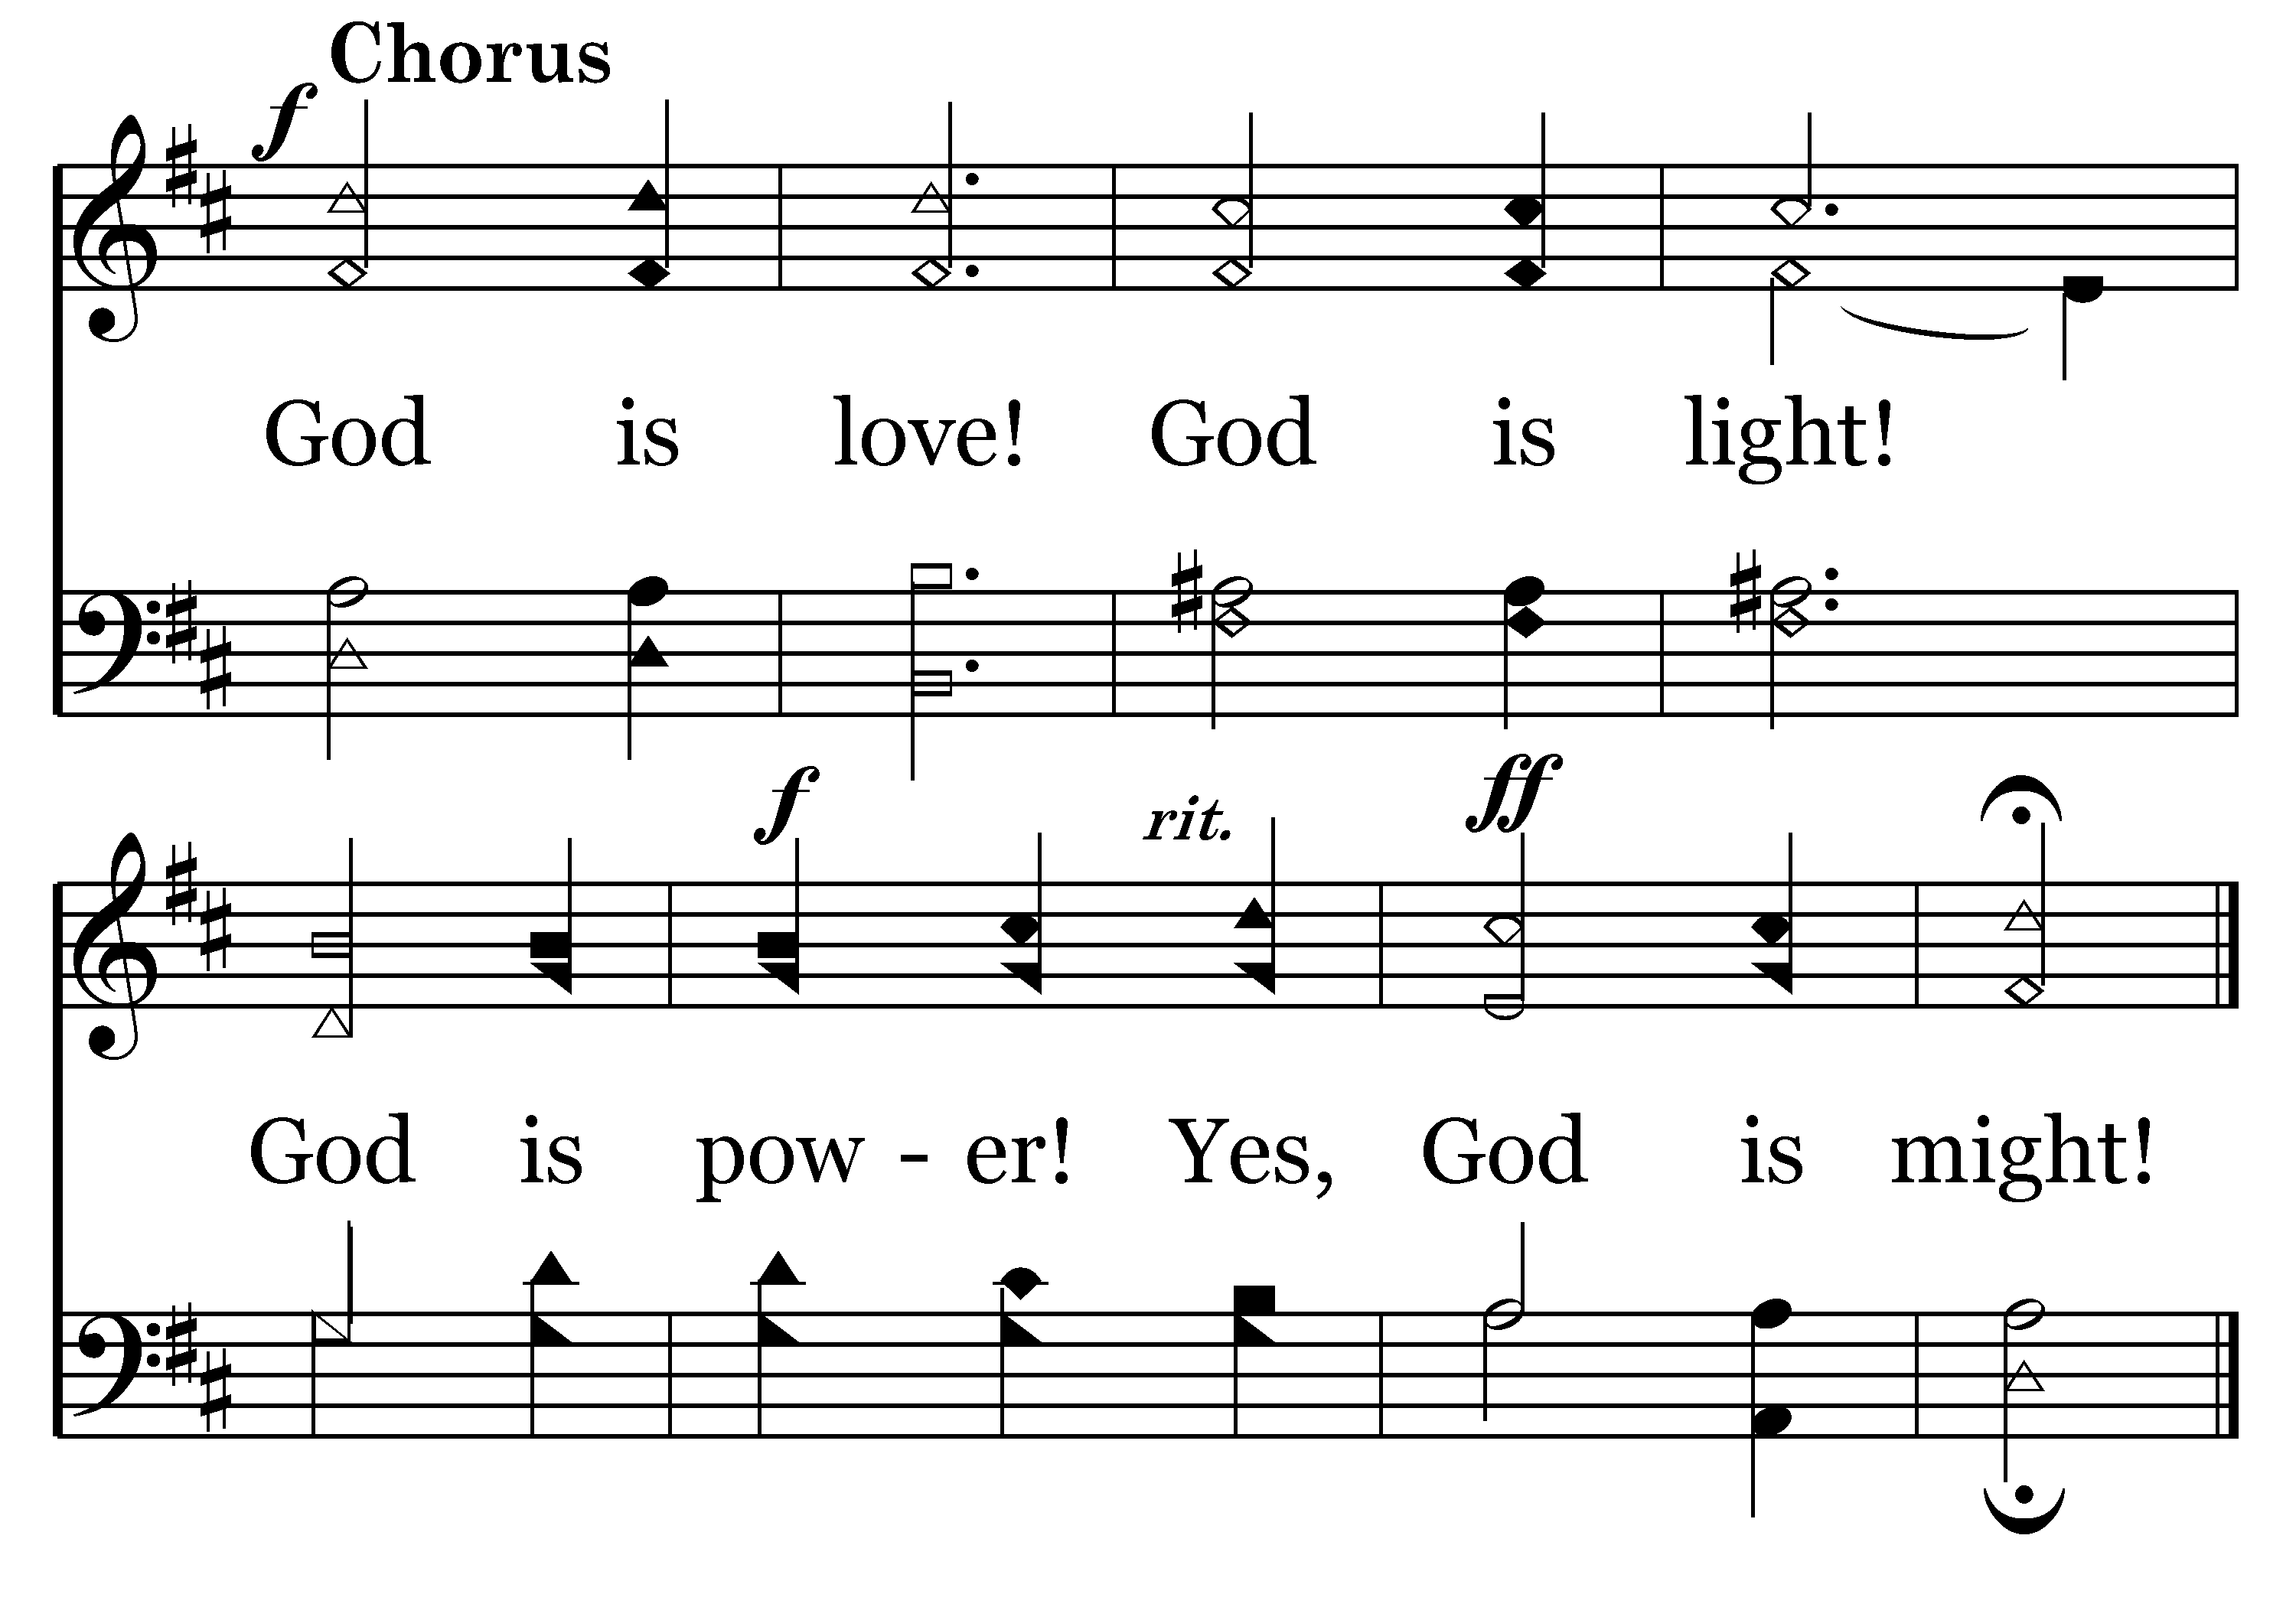 Chorus
f
God is love! God is light!
f rit. ff
God is pow - er! Yes, God is might!